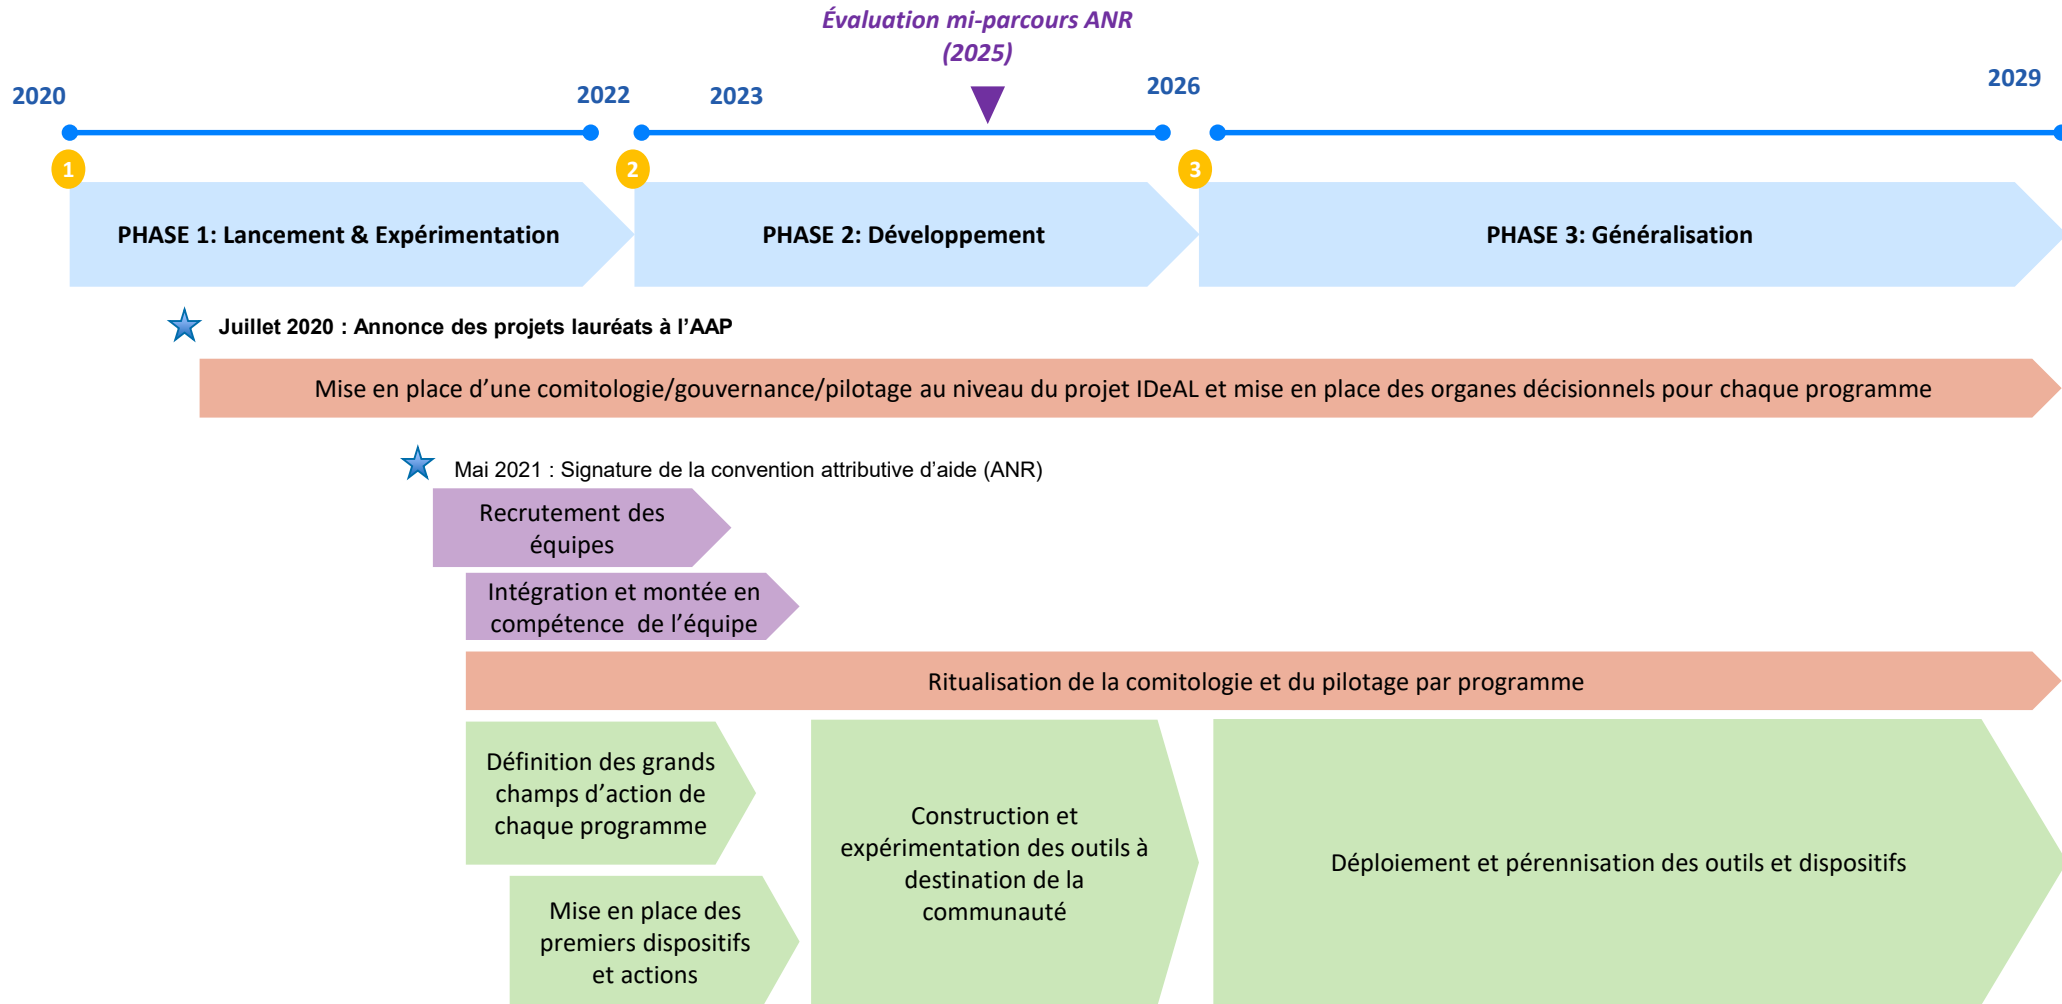 Évaluation mi-parcours ANR
(2025)
2020
2022
2023
2026
2029
1
2
3
PHASE 1: Lancement & Expérimentation
PHASE 2: Développement
PHASE 3: Généralisation
Juillet 2020 : Annonce des projets lauréats à l’AAP
Mise en place d’une comitologie/gouvernance/pilotage au niveau du projet IDeAL et mise en place des organes décisionnels pour chaque programme
Mai 2021 : Signature de la convention attributive d’aide (ANR)
Recrutement des
équipes
Intégration et montée en
compétence de l’équipe
Ritualisation de la comitologie et du pilotage par programme
Définition des grands
champs d’action de
chaque programme
Mise en place des
premiers dispositifs
et actions
Construction et
expérimentation des outils à
destination de la
communauté
Déploiement et pérennisation des outils et dispositifs